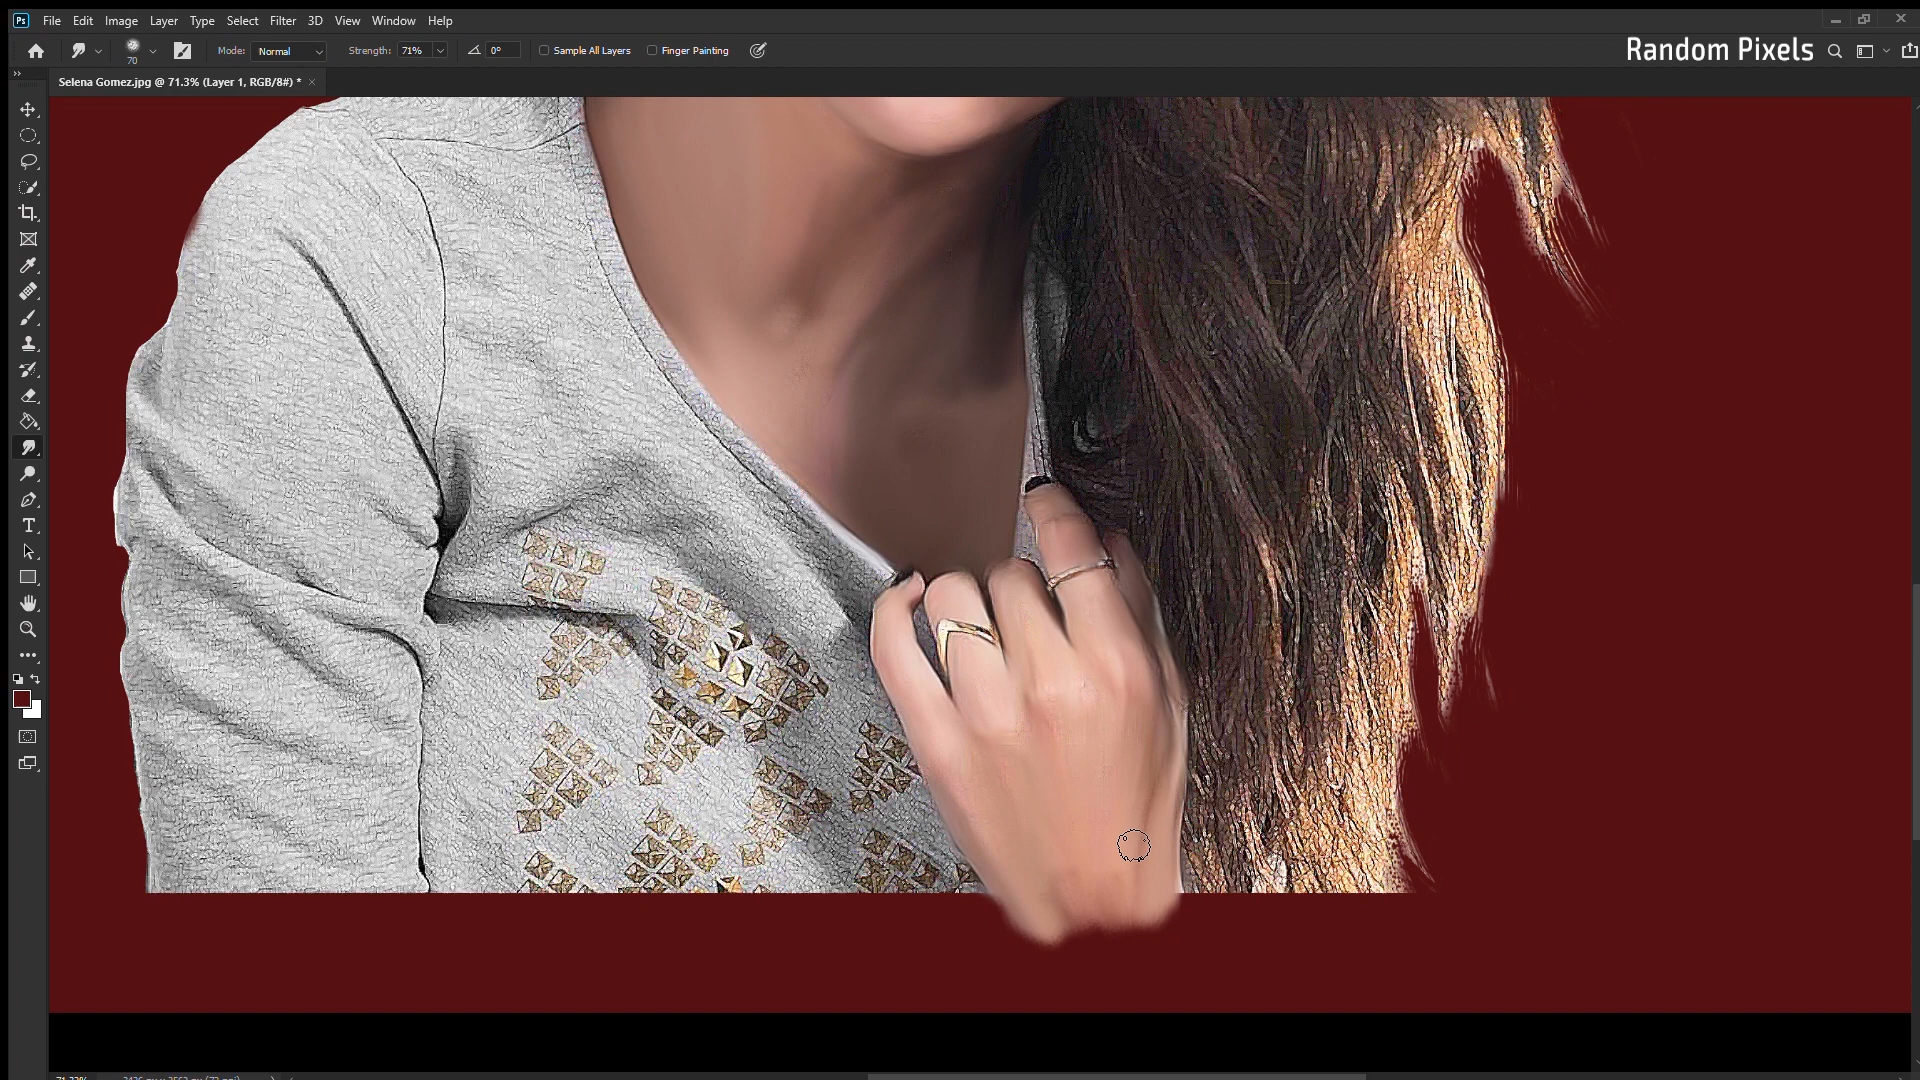 Ps File Edit Image Layer Type Select Filter 3D View Window Help
70 Mode: Normal Strength: 71% 0° Sample All Layers Finger Painting Random Pixels
Selena Gomez.jpg @ 71.3% (Layer 1, RGB/8#) * ×